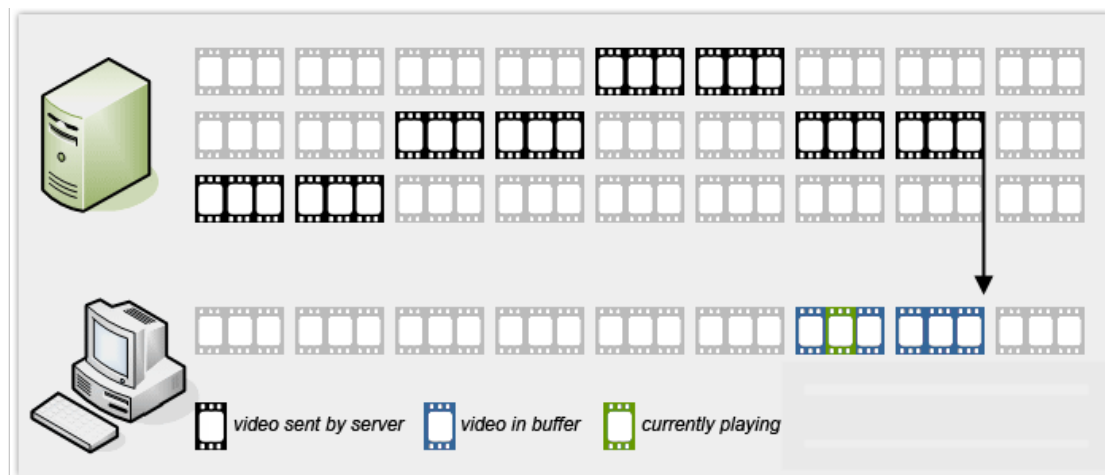 video sent by server
video in buffer
currently playing